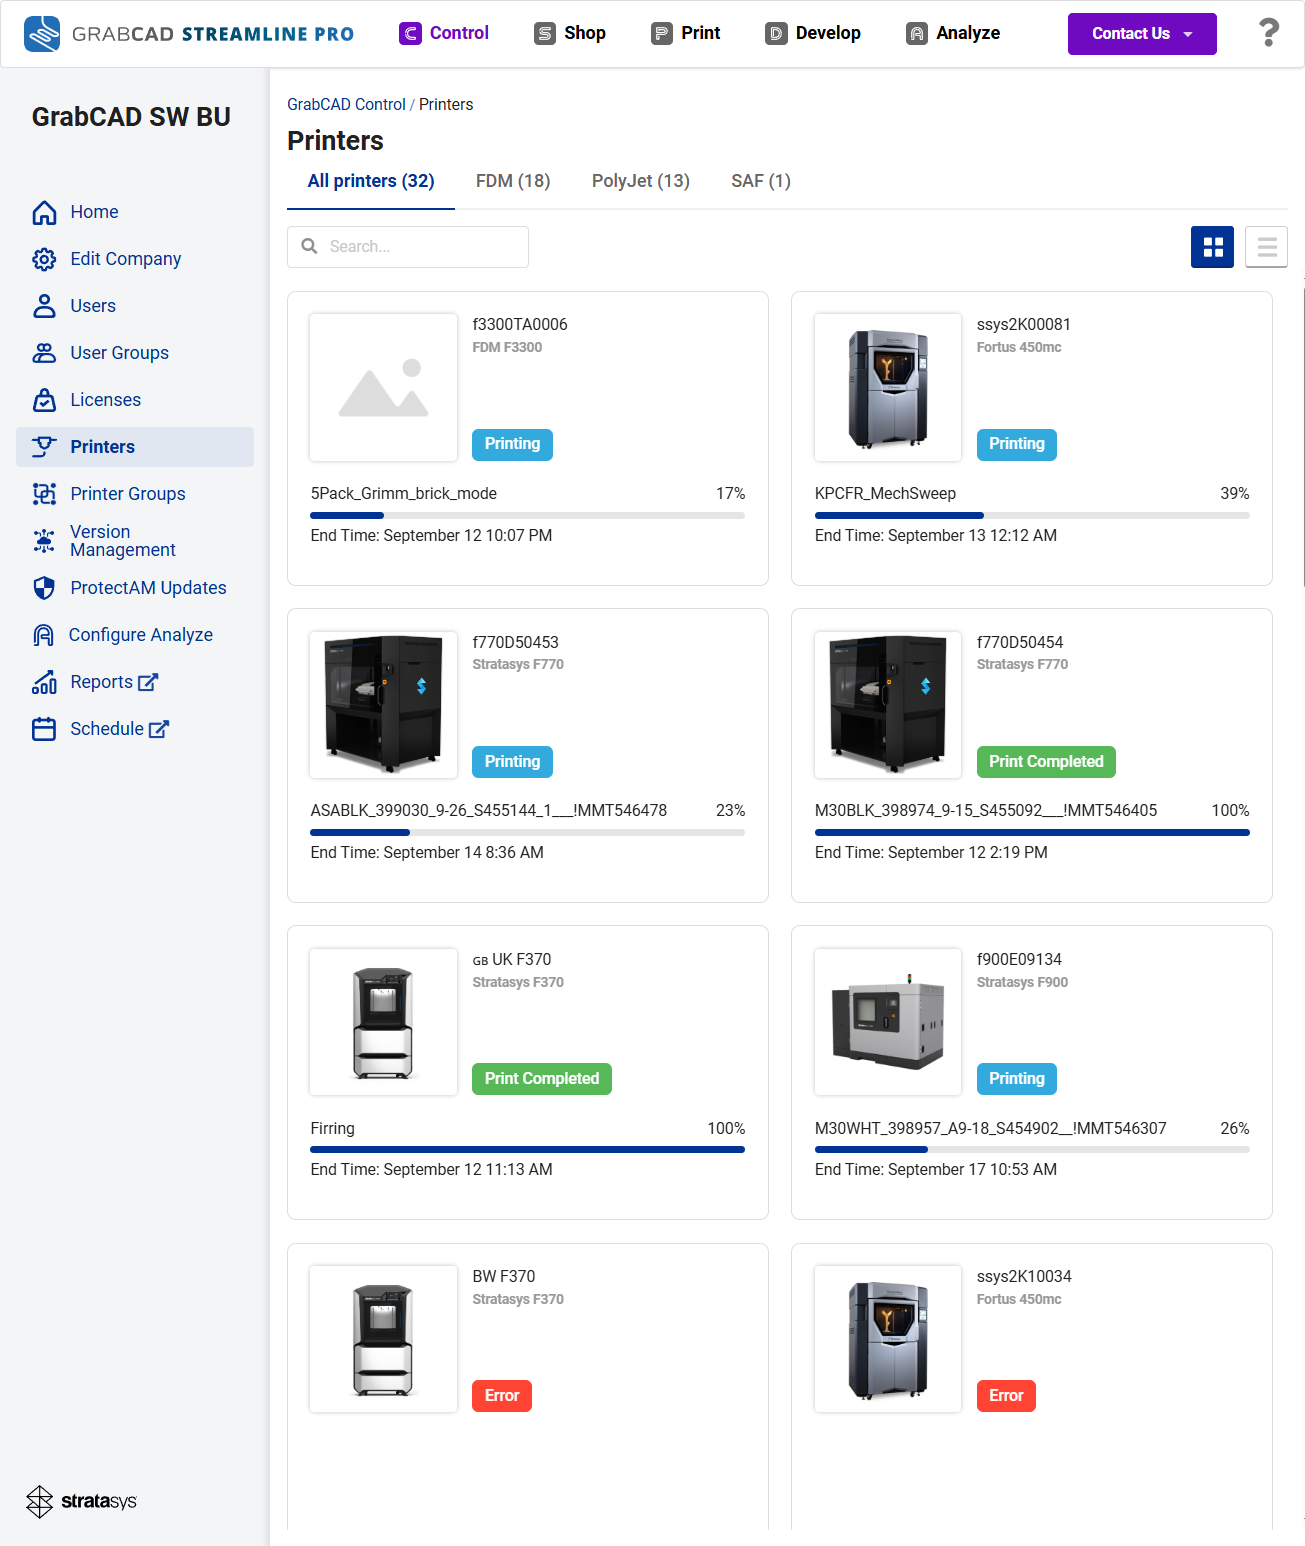 GRABCAD STREAMLINE PRO
C Control
S Shop
P Print
D Develop
A Analyze
Contact Us
?
GrabCAD SW BU
Home
Edit Company
Users
User Groups
Licenses
Printers
Printer Groups
Version
Management
ProtectAM Updates
Configure Analyze
Reports
Schedule
stratasys
GrabCAD Control / Printers
Printers
All printers (32)
FDM (18)
PolyJet (13)
SAF (1)
Search...
f3300TA0006
FDM F3300
Printing
5Pack_Grimm_brick_mode 17%
End Time: September 12 10:07 PM
ssys2K00081
Fortus 450mc
Printing
KPCFR_MechSweep 39%
End Time: September 13 12:12 AM
f770D50453
Stratasys F770
Printing
ASABLK_399030_9-26_S455144_1___!MMT546478 23%
End Time: September 14 8:36 AM
f770D50454
Stratasys F770
Print Completed
M30BLK_398974_9-15_S455092___!MMT546405 100%
End Time: September 12 2:19 PM
GB UK F370
Stratasys F370
Print Completed
Firring 100%
End Time: September 12 11:13 AM
f900E09134
Stratasys F900
Printing
M30WHT_398957_A9-18_S454902__!MMT546307 26%
End Time: September 17 10:53 AM
BW F370
Stratasys F370
Error
ssys2K10034
Fortus 450mc
Error